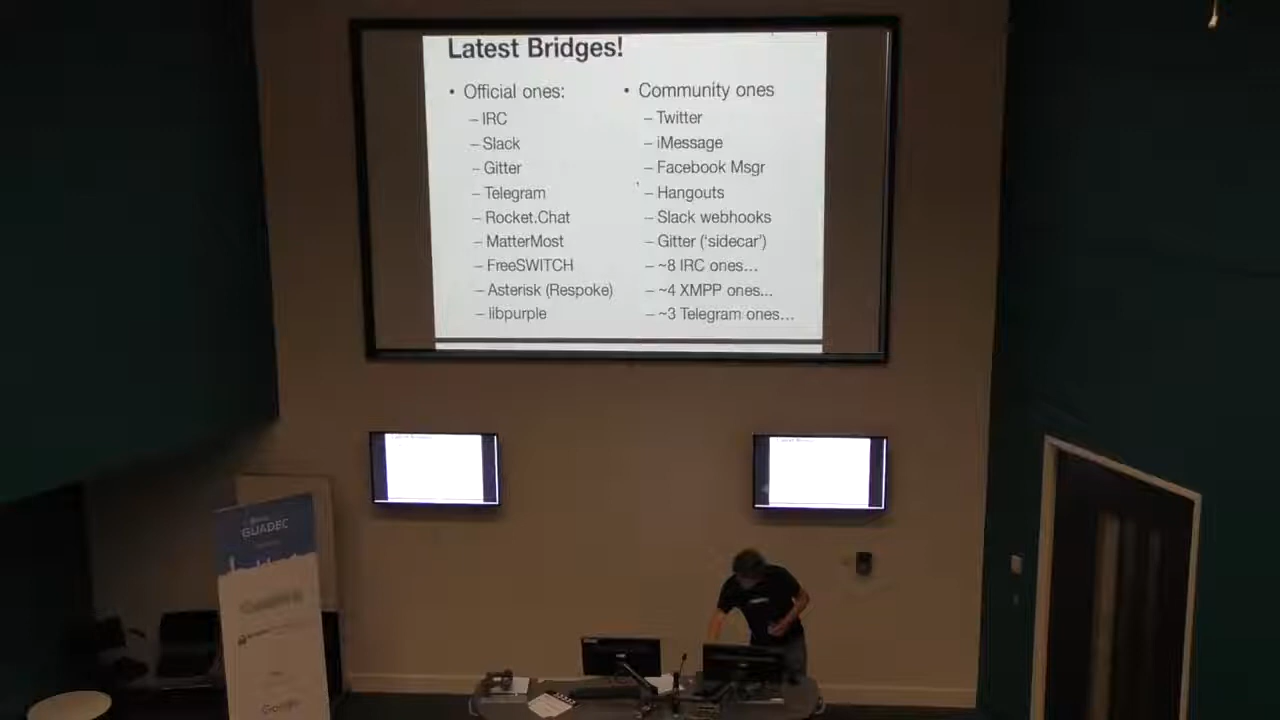 Latest Bridges!
• Official ones:
– IRC
– Slack
– Gitter
– Telegram
– Rocket.Chat
– MatterMost
– FreeSWITCH
– Asterisk (Respoke)
– libpurple
• Community ones
– Twitter
– iMessage
– Facebook Msgr
– Hangouts
– Slack webhooks
– Gitter (‘sidecar’)
– ~8 IRC ones…
– ~4 XMPP ones...
– ~3 Telegram ones…
GUADEC
Google